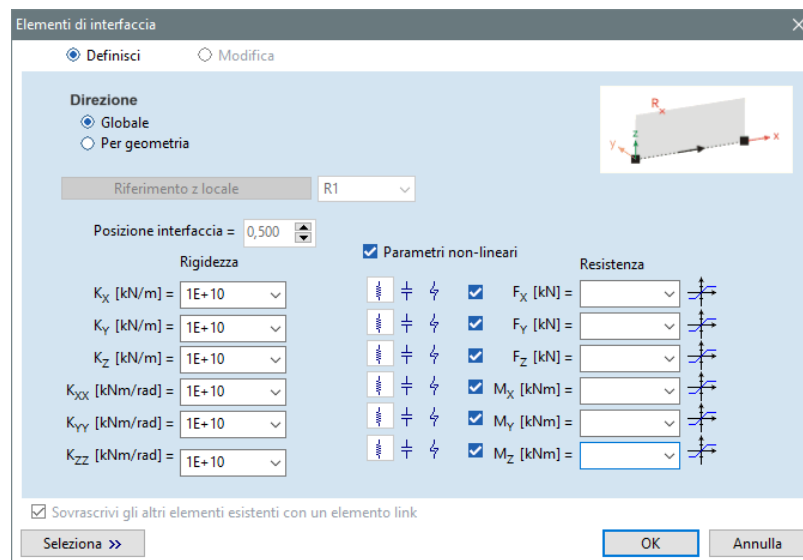 Elementi di interfaccia
Definisci Modifica
Direzione
Globale
Per geometria
R x
z
y x
Riferimento z locale R1
Posizione interfaccia = 0,500
Parametri non-lineari
Rigidezza Resistenza
KX [kN/m] = 1E+10 FX [kN] =
KY [kN/m] = 1E+10 FY [kN] =
KZ [kN/m] = 1E+10 FZ [kN] =
KXX [kNm/rad] = 1E+10 MX [kNm] =
KYY [kNm/rad] = 1E+10 MY [kNm] =
KZZ [kNm/rad] = 1E+10 MZ [kNm] =
Sovrascrivi gli altri elementi esistenti con un elemento link
Seleziona >> OK Annulla